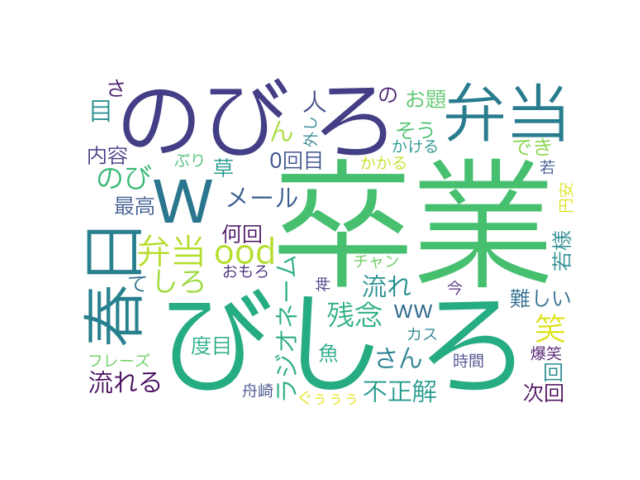 さ
のびろ
人
の
お題
弁当
目
ん
外し
そう
かける
でき
内容
ぶり
草
0回目
かかる
若
のび
w
メール
卒業
円安
最高
春日
弁当
ood
何回
若様
て
しろ
おもろ
ラジオネーム
チャン
流れ
今
難しい
びしろ
残念
ww
笑
度目
魚
カス
爆笑
フレーズ
さん
時間
回
流れる
舟崎
ぐぅぅぅ
不正解
次回